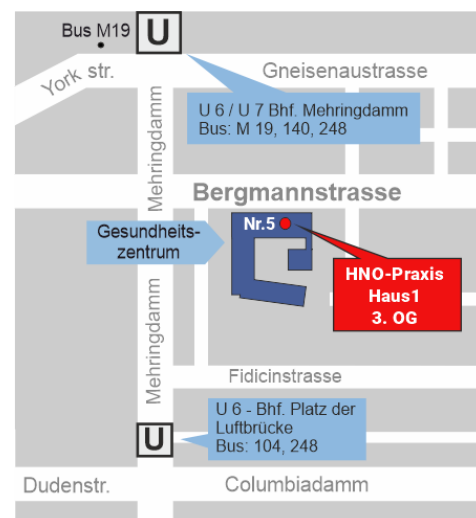 Bus M19
U
York str.
Gneisenaustrasse
U 6 / U 7 Bhf. Mehringdamm
Bus: M 19, 140, 248
Mehringdamm
Bergmannstrasse
Gesundheits-
zentrum
Nr.5
HNO-Praxis
Haus1
3. OG
Mehringdamm
Fidicinstrasse
U 6 - Bhf. Platz der
Luftbrücke
Bus: 104, 248
U
Dudenstr.
Columbiadamm